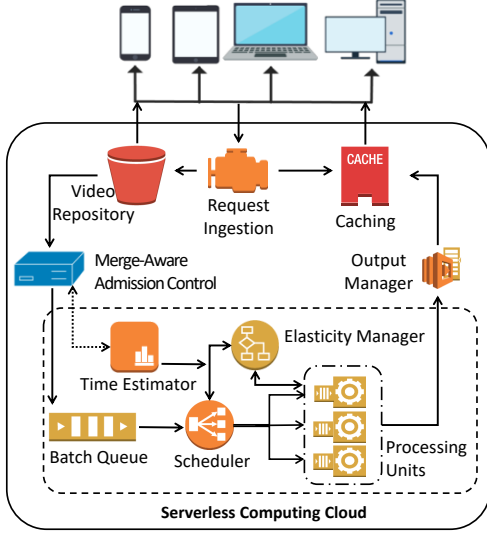 CACHE
Video
Repository
Request
Ingestion
Caching
Merge-Aware
Admission Control
Output
Manager
Elasticity Manager
Time Estimator
Batch Queue
Scheduler
Processing
Units
Serverless Computing Cloud